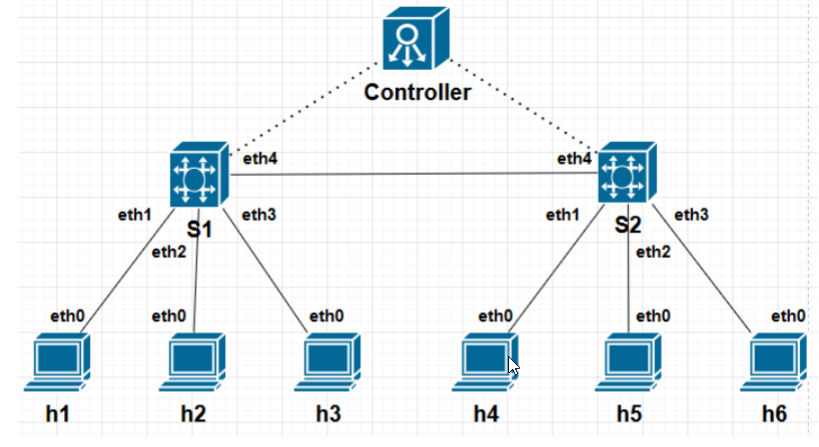 Controller
eth4
eth4
eth1
eth3
S1
eth2
eth1
eth3
S2
eth2
eth0
eth0
eth0
eth0
eth0
eth0
h1
h2
h3
h4
h5
h6